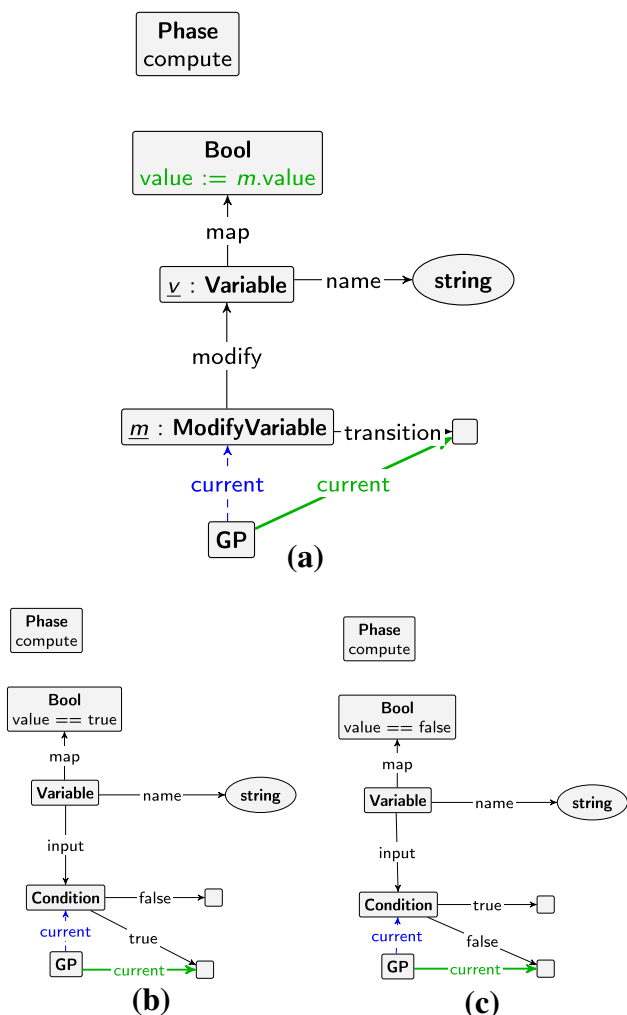 Phase
compute
Bool
value := m.value
map
v : Variable
name
string
modify
m : ModifyVariable
transition
current
current
GP
(a)
Phase
compute
Bool
value == true
map
Variable
name
string
input
Condition
false
current
true
GP
current
(b)
Phase
compute
Bool
value == false
map
Variable
name
string
input
Condition
true
current
false
GP
current
(c)